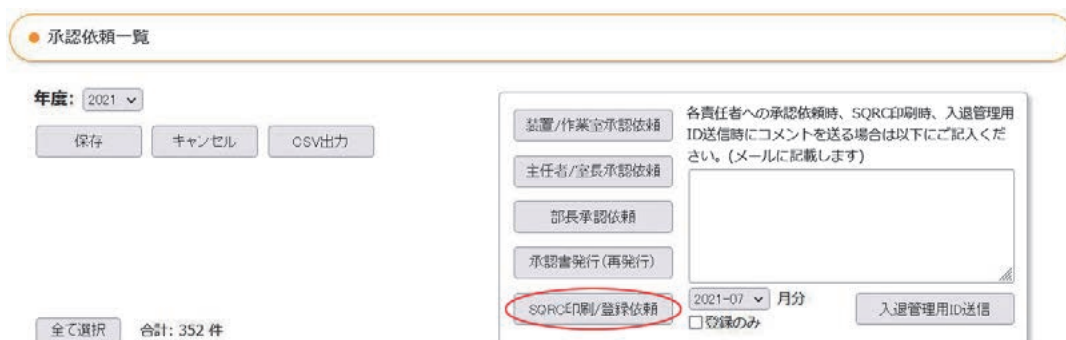 承認依頼一覧
年度: 2021
保存 キャンセル CSV出力
装置/作業室承認依頼
主任者/室長承認依頼
部長承認依頼
承認書発行(再発行)
SQRC印刷/登録依頼
各責任者への承認依頼時、SQRC印刷時、入退管理用
ID送信時にコメントを送る場合は以下にご記入くだ
さい。(メールに記載します)
2021-07 月分
登録のみ
入退管理用ID送信
全て選択 合計: 352 件